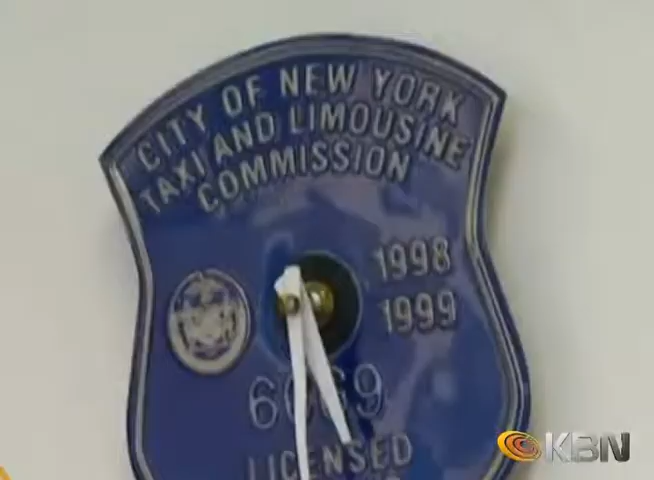 CITY OF NEW YORK
TAXI AND LIMOUSINE
COMMISSION
1998
1999
LICENSED
KBN